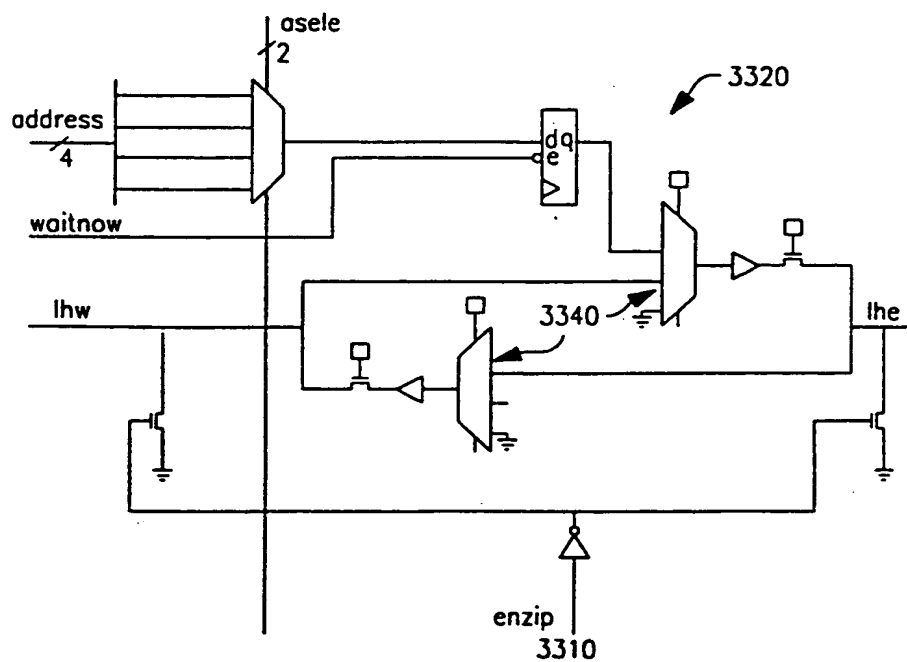 asele
2
3320
address
4
dq
e
waitnow
lhw
3340
lhe
enzip
3310